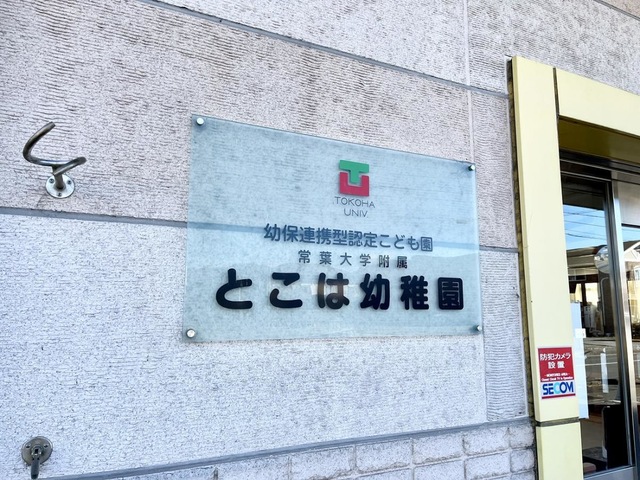 TOKOHA
UNIV
幼保連携型認定こども園
常葉大学附属
とこは幼稚園
防犯カメラ
設置
SECOM